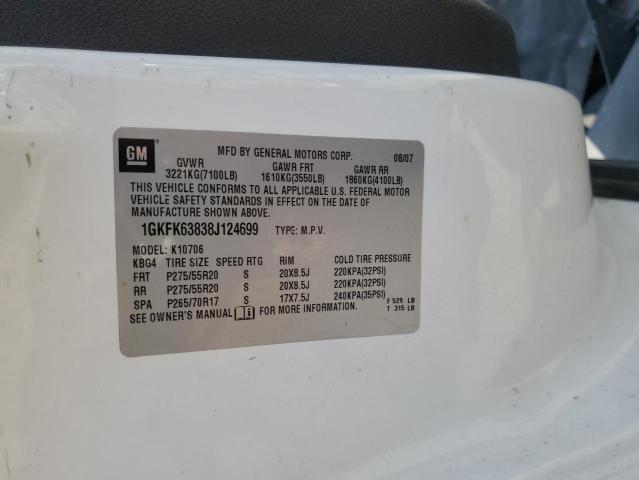 GM
MFD BY GENERAL MOTORS CORP. 08/07
GVWR GAWR FRT GAWR RR
3221KG(7100LB) 1610KG(3550LB) 1860KG(4100LB)
THIS VEHICLE CONFORMS TO ALL APPLICABLE U.S. FEDERAL MOTOR
VEHICLE SAFETY STANDARDS IN EFFECT ON THE DATE OF
MANUFACTURE SHOWN ABOVE.
1GKFK63838J124699 TYPE: M.P.V.
MODEL: K10706
KBG4 TIRE SIZE SPEED RTG RIM COLD TIRE PRESSURE
FRT P275/55R20 S 20X8.5J 220KPA(32PSI)
RR P275/55R20 S 20X8.5J 220KPA(32PSI)
SPA P265/70R17 S 17X7.5J 240KPA(35PSI) F 529 LB
SEE OWNER'S MANUAL FOR MORE INFORMATION. T 315 LB